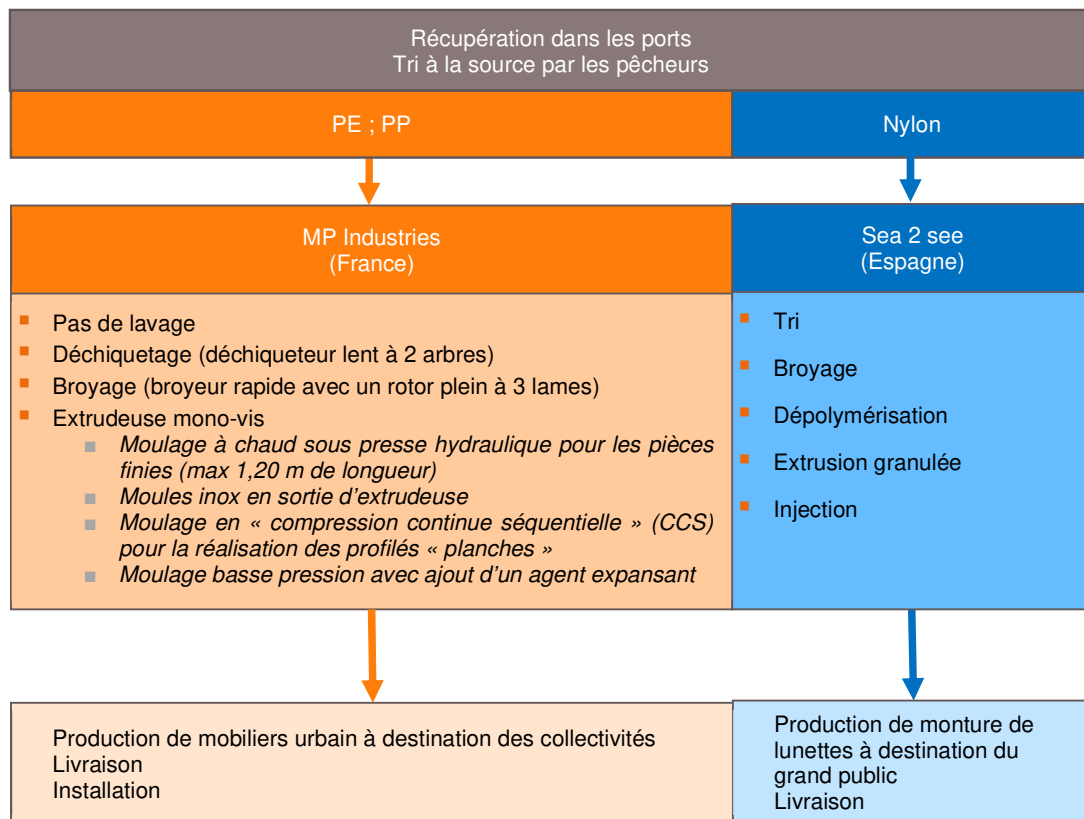 Récupération dans les ports
Tri à la source par les pêcheurs
PE ; PP
Nylon
MP Industries
(France)
Sea 2 see
(Espagne)
Pas de lavage
Déchiquetage (déchiqueteur lent à 2 arbres)
Broyage (broyeur rapide avec un rotor plein à 3 lames)
Extrudeuse mono-vis
Moulage à chaud sous presse hydraulique pour les pièces
finies (max 1,20 m de longueur)
Moules inox en sortie d'extrudeuse
Moulage en « compression continue séquentielle » (CCS)
pour la réalisation des profilés « planches »
Moulage basse pression avec ajout d'un agent expansant
Tri
Broyage
Dépolymérisation
Extrusion granulée
Injection
Production de mobiliers urbain à destination des collectivités
Livraison
Installation
Production de monture de
lunettes à destination du
grand public
Livraison